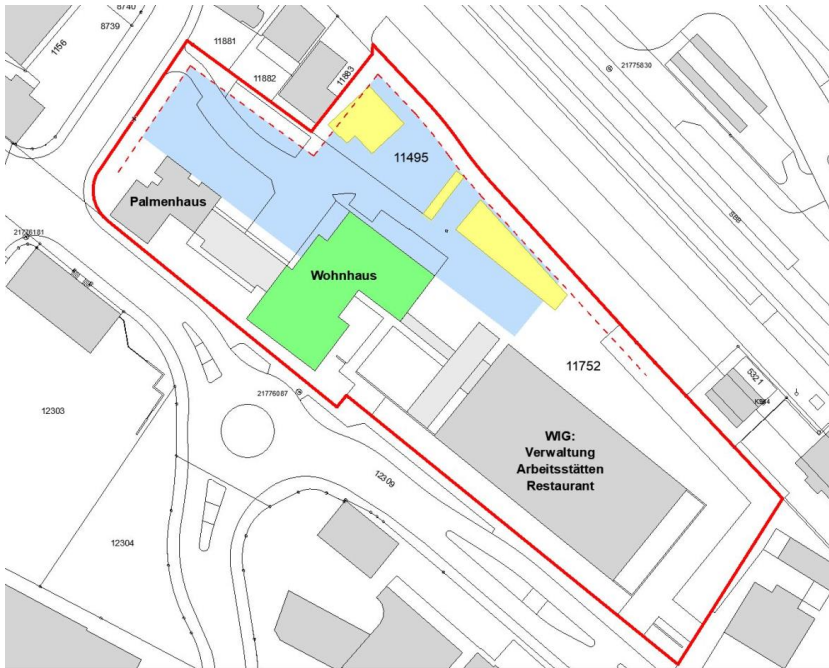 8740
8739
1156
11881
11882
11883
21775830
11495
Palmenhaus
SBB
21776181
Wohnhaus
11752
5321
21776087
12303
WIG:
Verwaltung
Arbeitsstätten
Restaurant
12309
12304